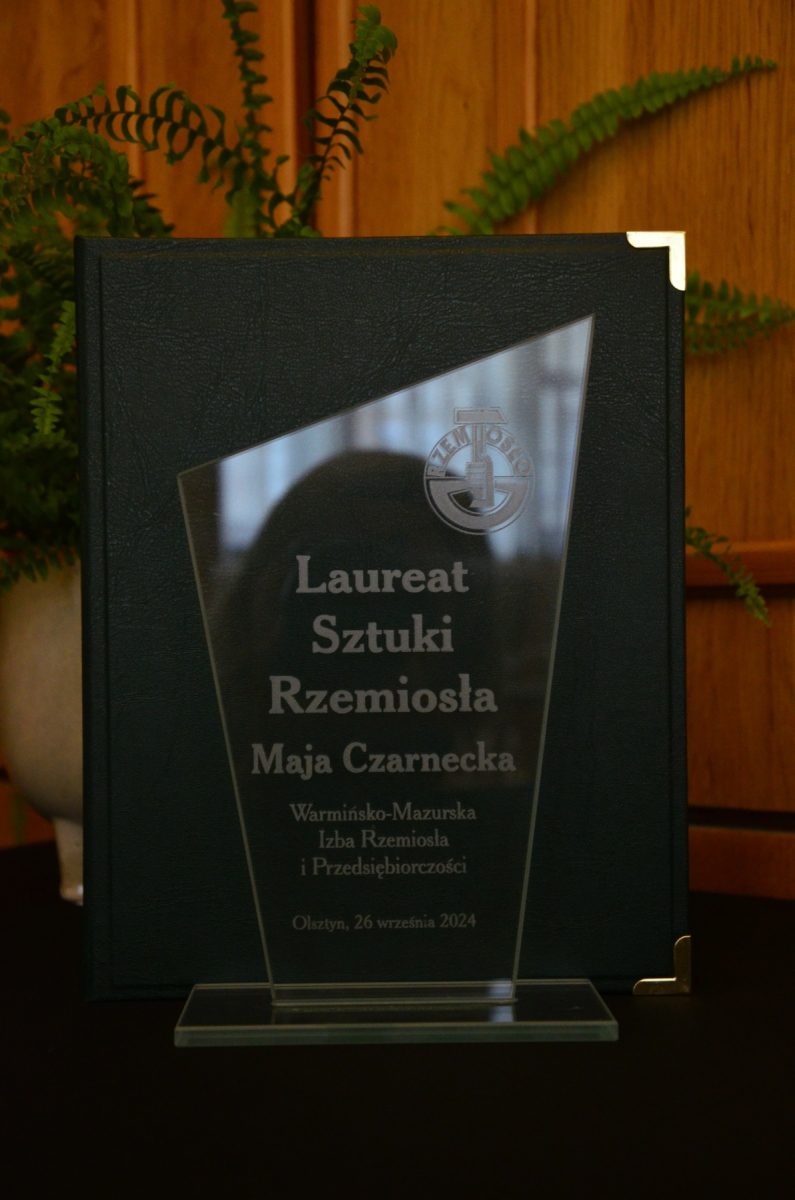 RZEMIOSŁO
Laureat
Sztuki
Rzemiosła
Maja Czarnecka
Warmińsko-Mazurska
Izba Rzemiosła
i Przedsiębiorczości
Olsztyn, 26 września 2024